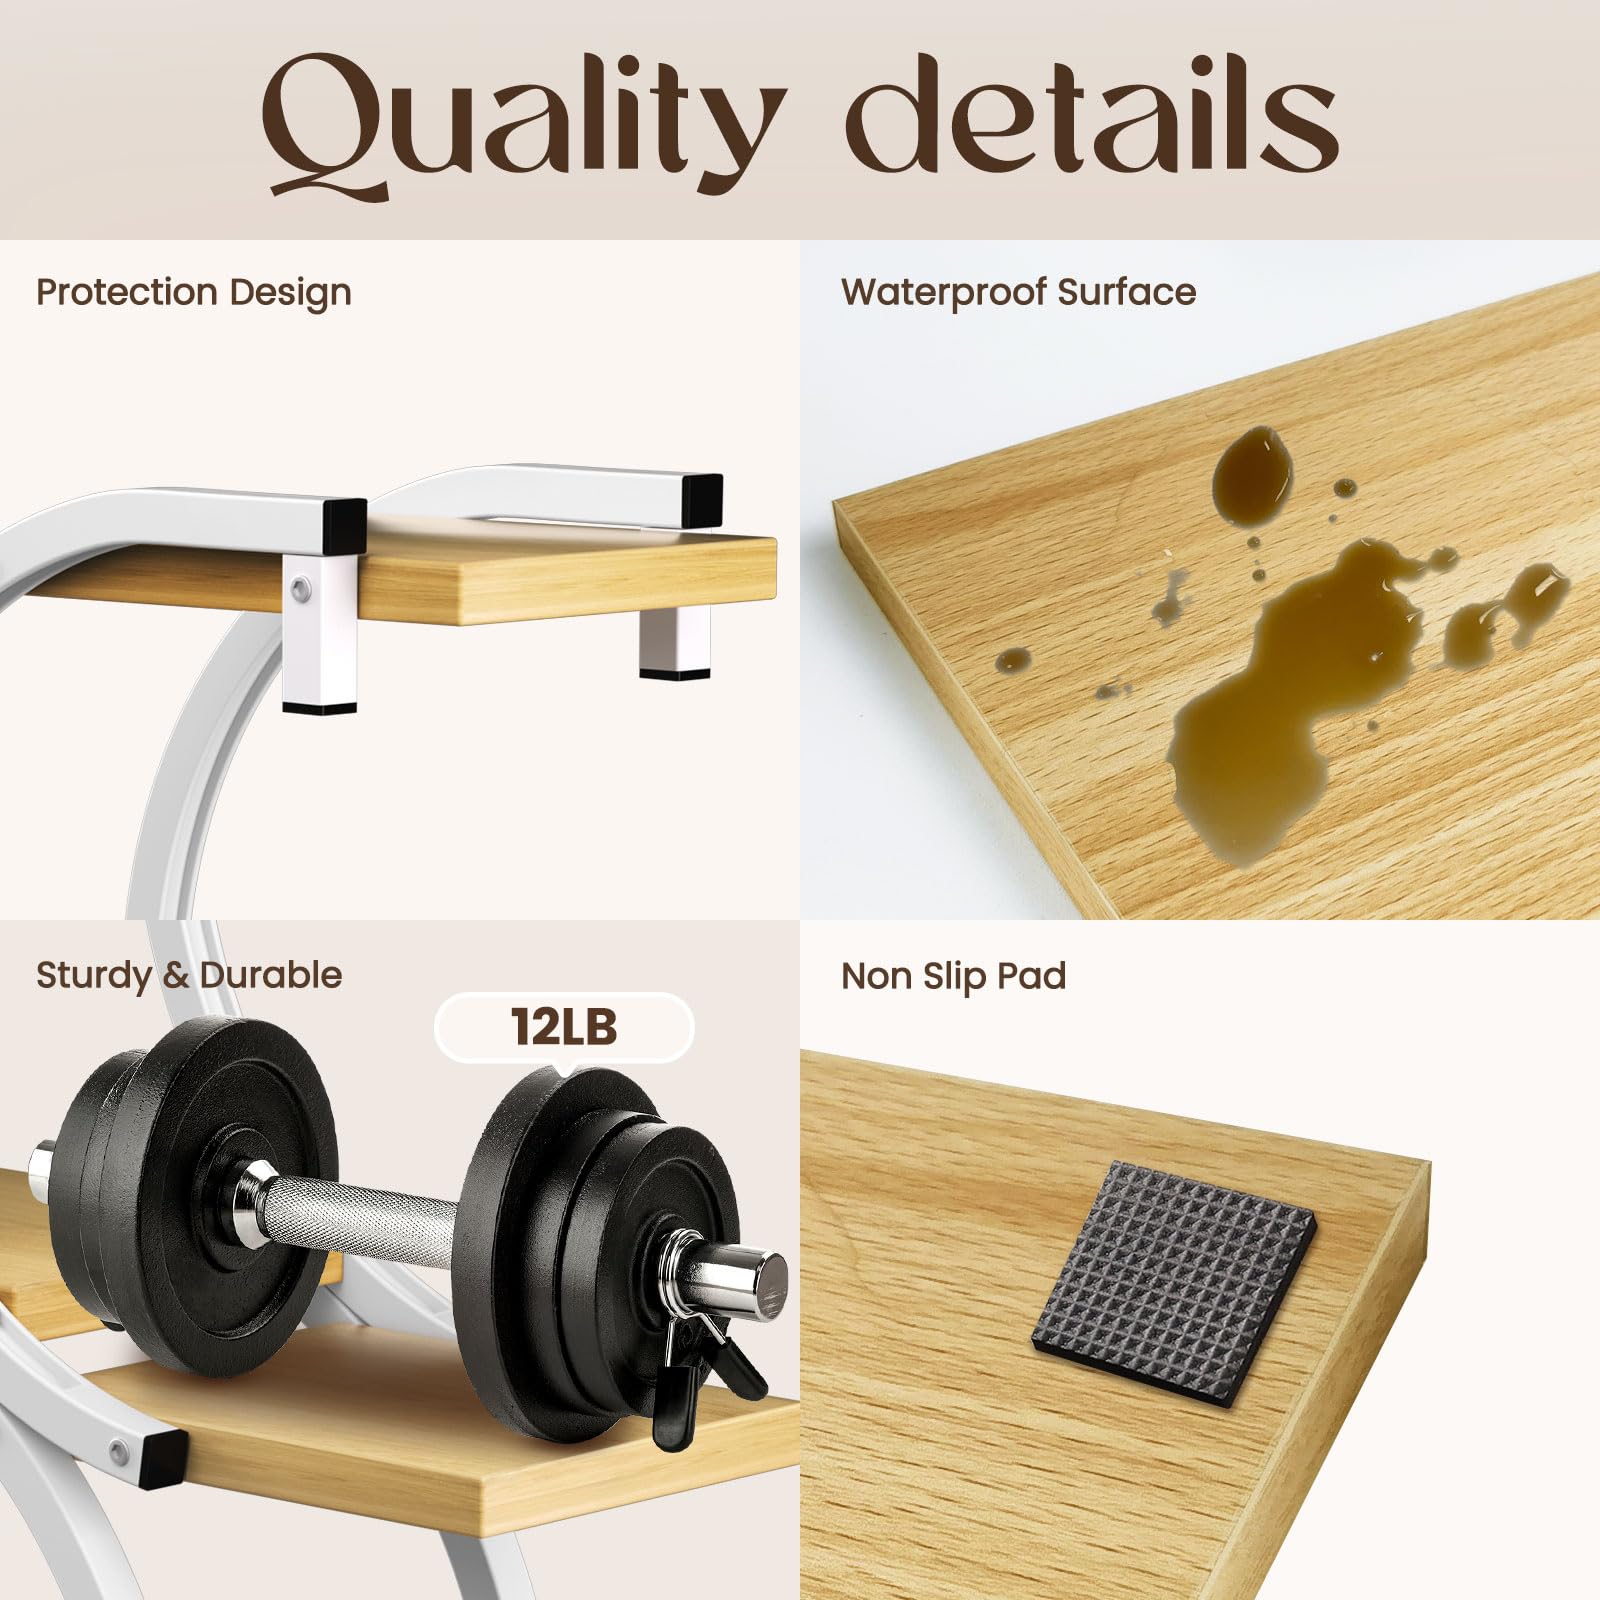 Quality details
Protection Design
Waterproof Surface
Sturdy & Durable
12LB
Non Slip Pad